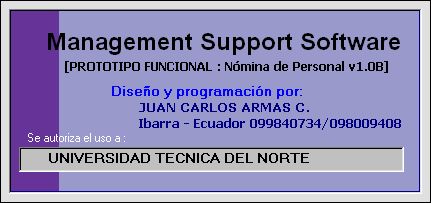 Management Support Software
[PROTOTIPO FUNCIONAL : Nómina de Personal v1.0B]
Diseño y programación por:
JUAN CARLOS ARMAS C.
Ibarra - Ecuador 099840734/098009408
Se autoriza el uso a :
UNIVERSIDAD TECNICA DEL NORTE